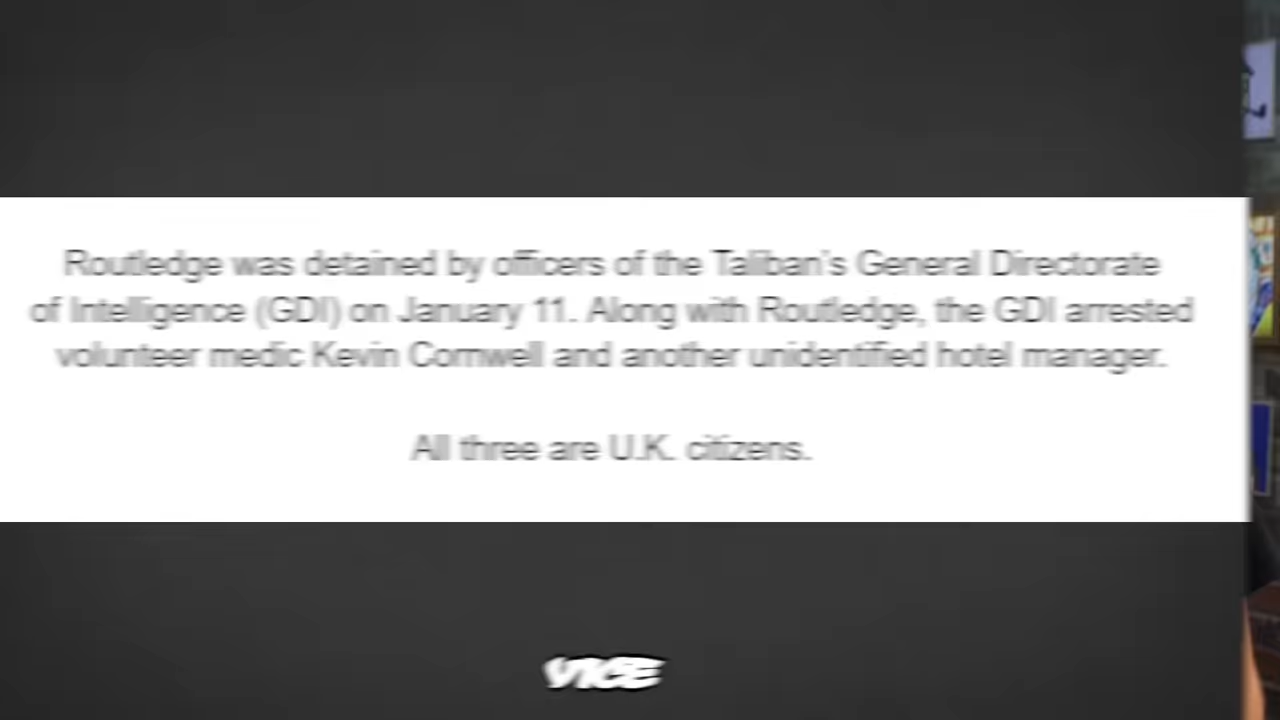 Routledge was detained by officers of the Taliban's General Directorate
of Intelligence (GDI) on January 11. Along with Routledge, the GDI arrested
volunteer medic Kevin Cornwell and another unidentified hotel manager.
All three are U.K. citizens.
VICE